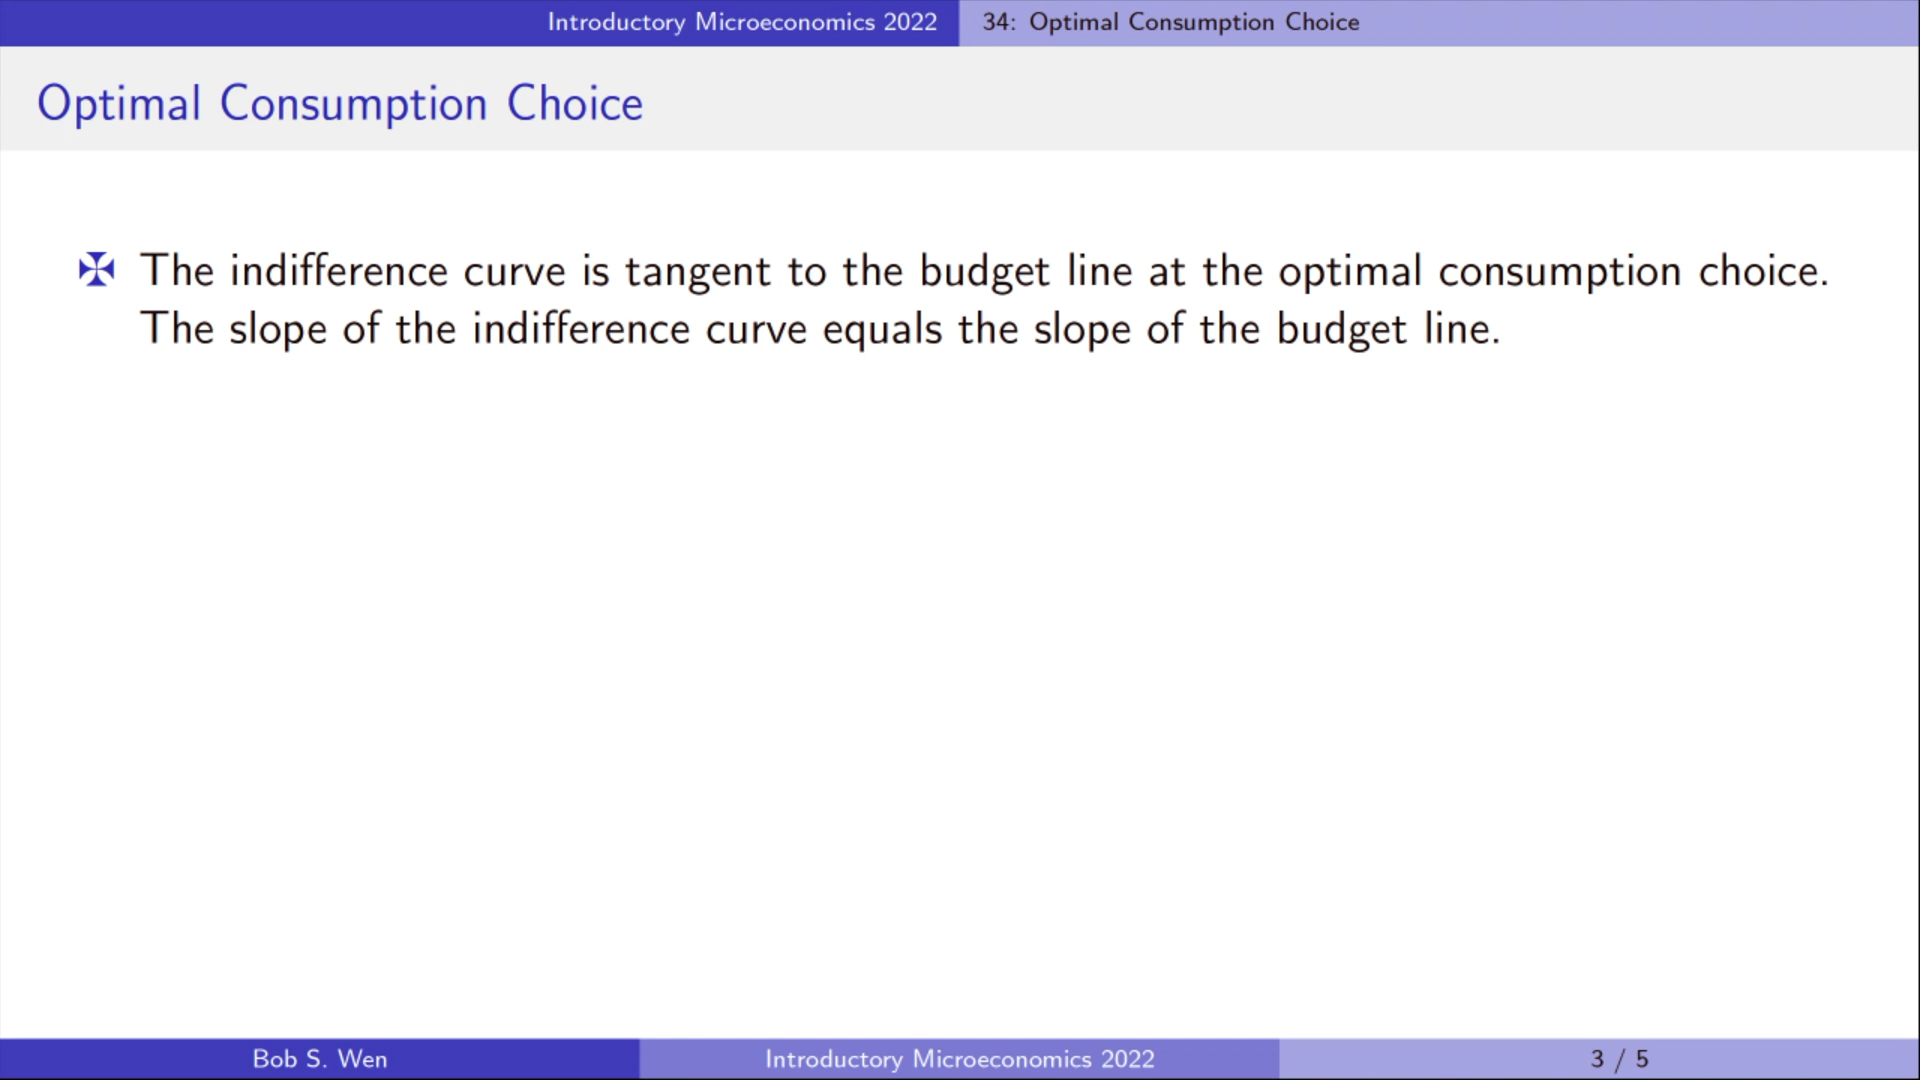 Introductory Microeconomics 2022
34: Optimal Consumption Choice
Optimal Consumption Choice
✠ The indifference curve is tangent to the budget line at the optimal consumption choice.
The slope of the indifference curve equals the slope of the budget line.
Bob S. Wen
Introductory Microeconomics 2022
3 / 5